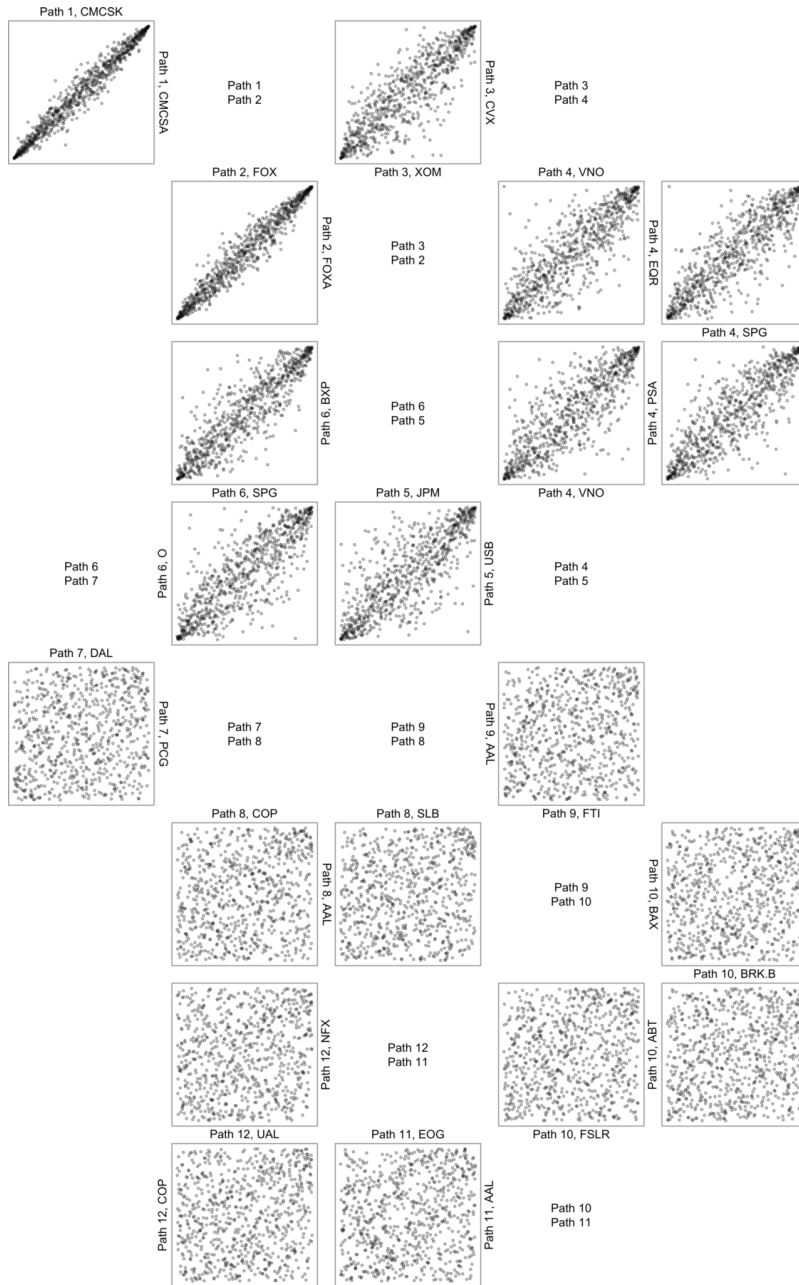 Path 1, CMCSK
Path 1, CMCSA
Path 1
Path 2
Path 3, CVX
Path 3
Path 4
Path 2, FOX
Path 3, XOM
Path 4, VNO
Path 2, FOXA
Path 3
Path 2
Path 4, EQR
Path 4, SPG
Path 6, BXP
Path 6
Path 5
Path 4, PSA
Path 6, SPG
Path 5, JPM
Path 4, VNO
Path 6
Path 7
Path 6, O
Path 5, USB
Path 4
Path 5
Path 7, DAL
Path 7, PCG
Path 7
Path 8
Path 9
Path 8
Path 9, AAL
Path 8, COP
Path 8, SLB
Path 9, FTI
Path 8, AAL
Path 9
Path 10
Path 10, BAX
Path 10, BRK.B
Path 12, NFX
Path 12
Path 11
Path 10, ABT
Path 12, UAL
Path 11, EOG
Path 10, FSLR
Path 12, COP
Path 11, AAL
Path 10
Path 11